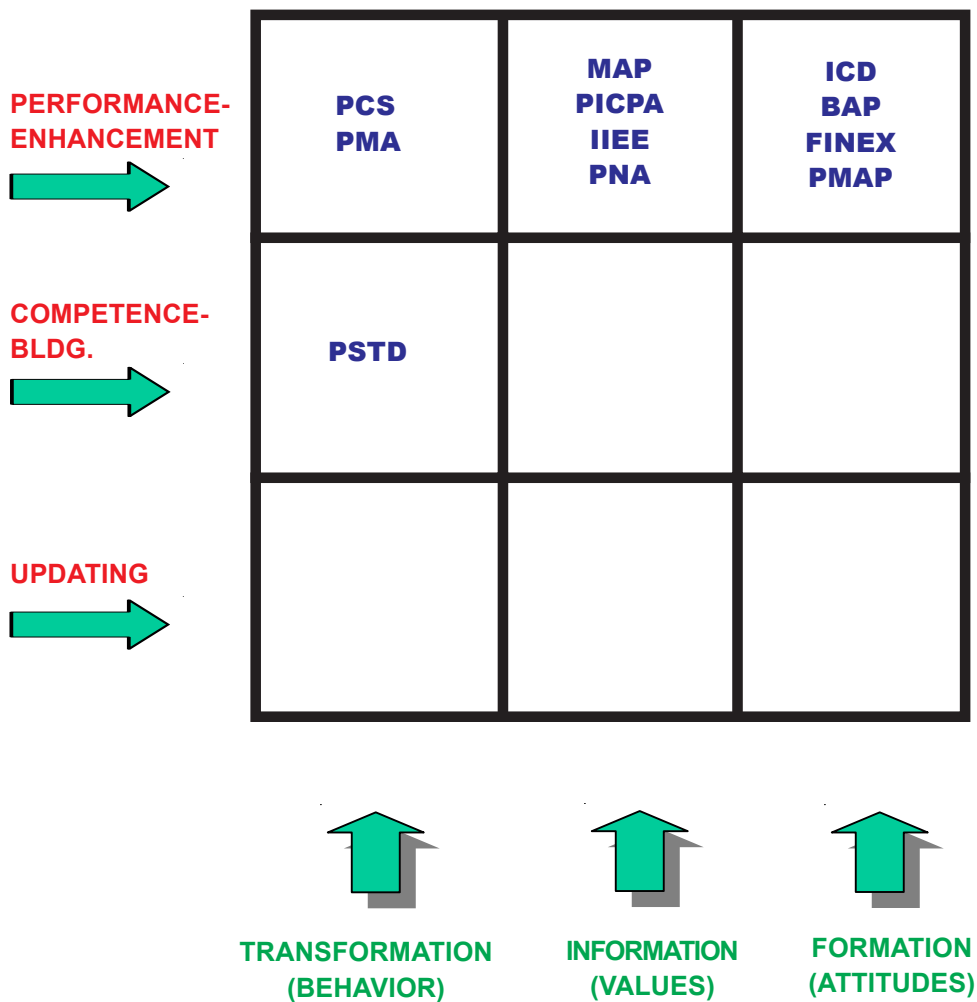 PERFORMANCE-
ENHANCEMENT
PCS
PMA
MAP
PICPA
IIEE
PNA
ICD
BAP
FINEX
PMAP
COMPETENCE-
BLDG.
PSTD
UPDATING
TRANSFORMATION
(BEHAVIOR)
INFORMATION
(VALUES)
FORMATION
(ATTITUDES)